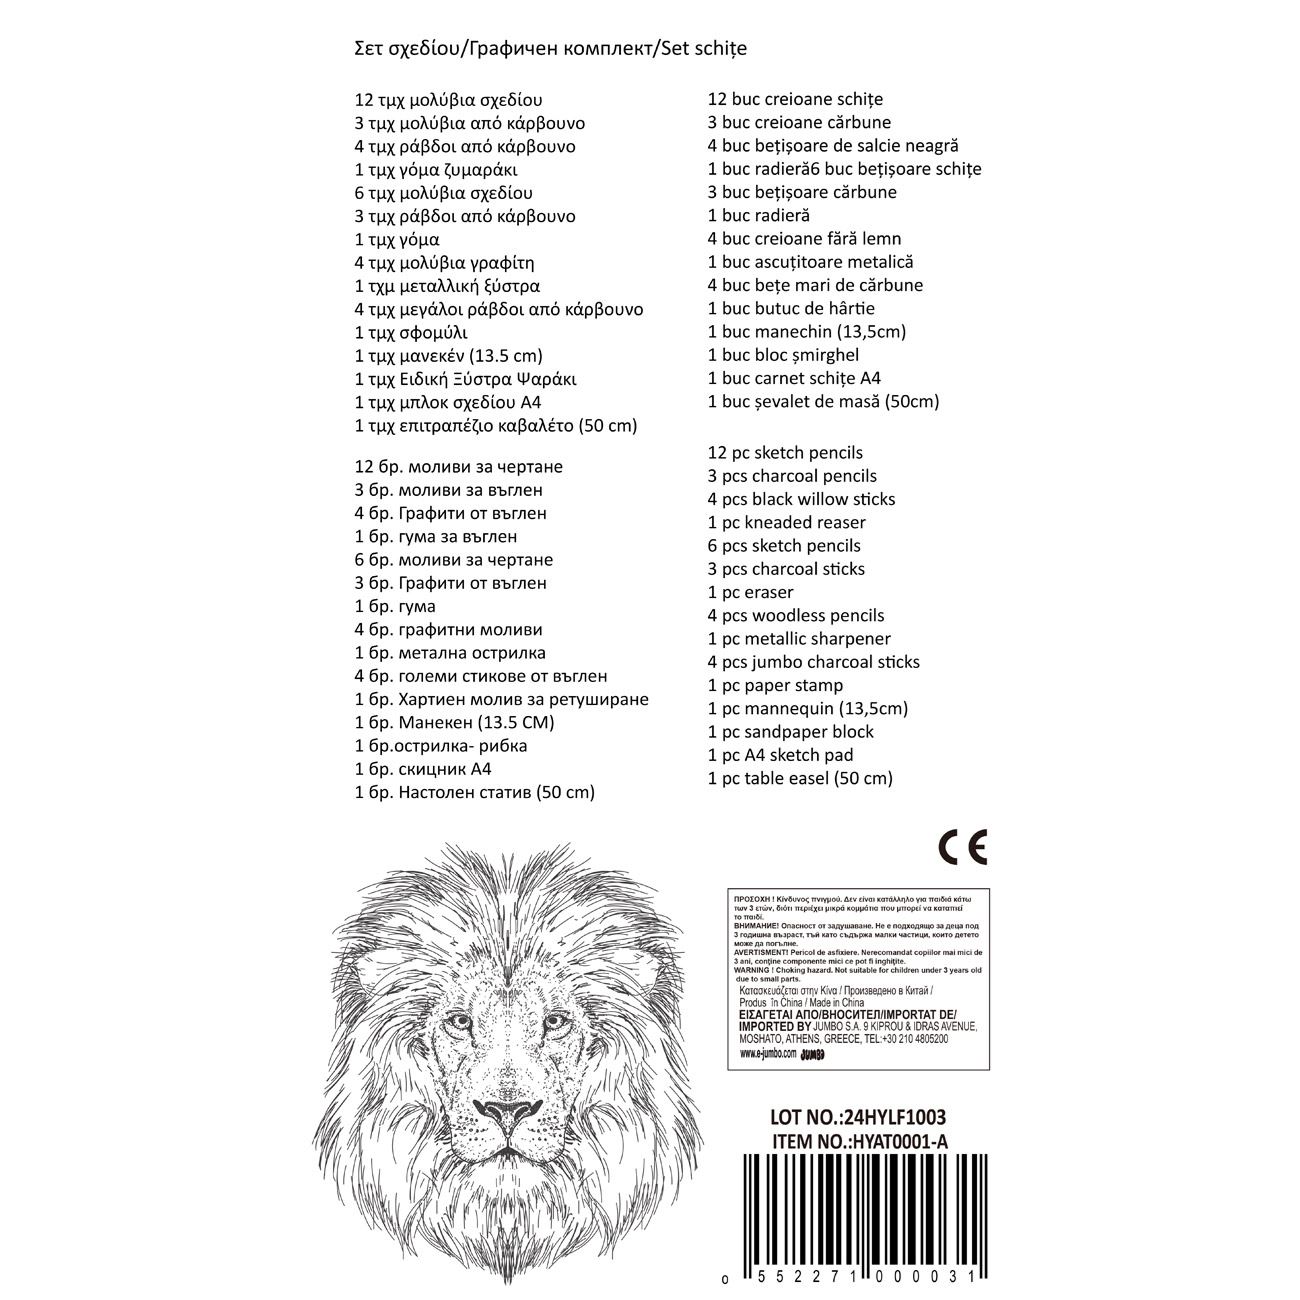 Σετ σχεδίου/Графичен комплект/Set schițe
12 τμχ μολύβια σχεδίου
3 τμχ μολύβια από κάρβουνο
4 τμχ ράβδοι από κάρβουνο
1 τμχ γόμα ζυμαράκι
6 τμχ μολύβια σχεδίου
3 τμχ ράβδοι από κάρβουνο
1 τμχ γόμα
4 τμχ μολύβια γραφίτη
1 τχμ μεταλλική ξύστρα
4 τμχ μεγάλοι ράβδοι από κάρβουνο
1 τμχ σφομύλι
1 τμχ μανεκέν (13.5 cm)
1 τμχ Ειδική Ξύστρα Ψαράκι
1 τμχ μπλοκ σχεδίου Α4
1 τμχ επιτραπέζιο καβαλέτο (50 cm)
12 бр. моливи за чертане
3 бр. моливи за въглен
4 бр. Графити от въглен
1 бр. гума за въглен
6 бр. моливи за чертане
3 бр. Графити от въглен
1 бр. гума
4 бр. графитни моливи
1 бр. метална острилка
4 бр. големи стикове от въглен
1 бр. Хартиен молив за ретуширане
1 бр. Манекен (13.5 СМ)
1 бр.острилка- рибка
1 бр. скицник А4
1 бр. Настолен статив (50 cm)
12 buc creioane schițe
3 buc creioane cărbune
4 buc bețișoare de salcie neagră
1 buc radieră6 buc bețișoare schițe
3 buc bețișoare cărbune
1 buc radieră
4 buc creioane fără lemn
1 buc ascuțitoare metalică
4 buc bețe mari de cărbune
1 buc butuc de hârtie
1 buc manechin (13,5cm)
1 buc bloc șmirghel
1 buc carnet schițe A4
1 buc șevalet de masă (50cm)
12 pc sketch pencils
3 pcs charcoal pencils
4 pcs black willow sticks
1 pc kneaded reaser
6 pcs sketch pencils
3 pcs charcoal sticks
1 pc eraser
4 pcs woodless pencils
1 pc metallic sharpener
4 pcs jumbo charcoal sticks
1 pc paper stamp
1 pc mannequin (13,5cm)
1 pc sandpaper block
1 pc A4 sketch pad
1 pc table easel (50 cm)
CE
ΠΡΟΣΟΧΗ ! Κίνδυνος πνιγμού. Δεν είναι κατάλληλο για παιδιά κάτω
των 3 ετών, διότι περιέχει μικρά κομμάτια που μπορεί να καταπιεί
το παιδί.
ВНИМАНИЕ! Опасност от задушаване. Не е подходящо за деца под
3 годишна възраст, тъй като съдържа малки частици, които детето
може да погълне.
AVERTISMENT! Pericol de asfixiere. Nerecomandat copiilor mai mici de
3 ani, conține componente mici ce pot fi înghițite.
WARNING ! Choking hazard. Not suitable for children under 3 years old
due to small parts.
Κατασκευάζεται στην Κίνα / Произведено в Китай /
Produs în China / Made in China
ΕΙΣΑΓΕΤΑΙ ΑΠΟ/ВНОСИТЕЛ/IMPORTAT DE/
IMPORTED BY JUMBO S.A. 9 KIPROU & IDRAS AVENUE,
MOSHATO, ATHENS, GREECE, TEL:+30 210 4805200
www.e-jumbo.com JUMBO
LOT NO.:24HYLF1003
ITEM NO.:HYAT0001-A
0 552271 000031